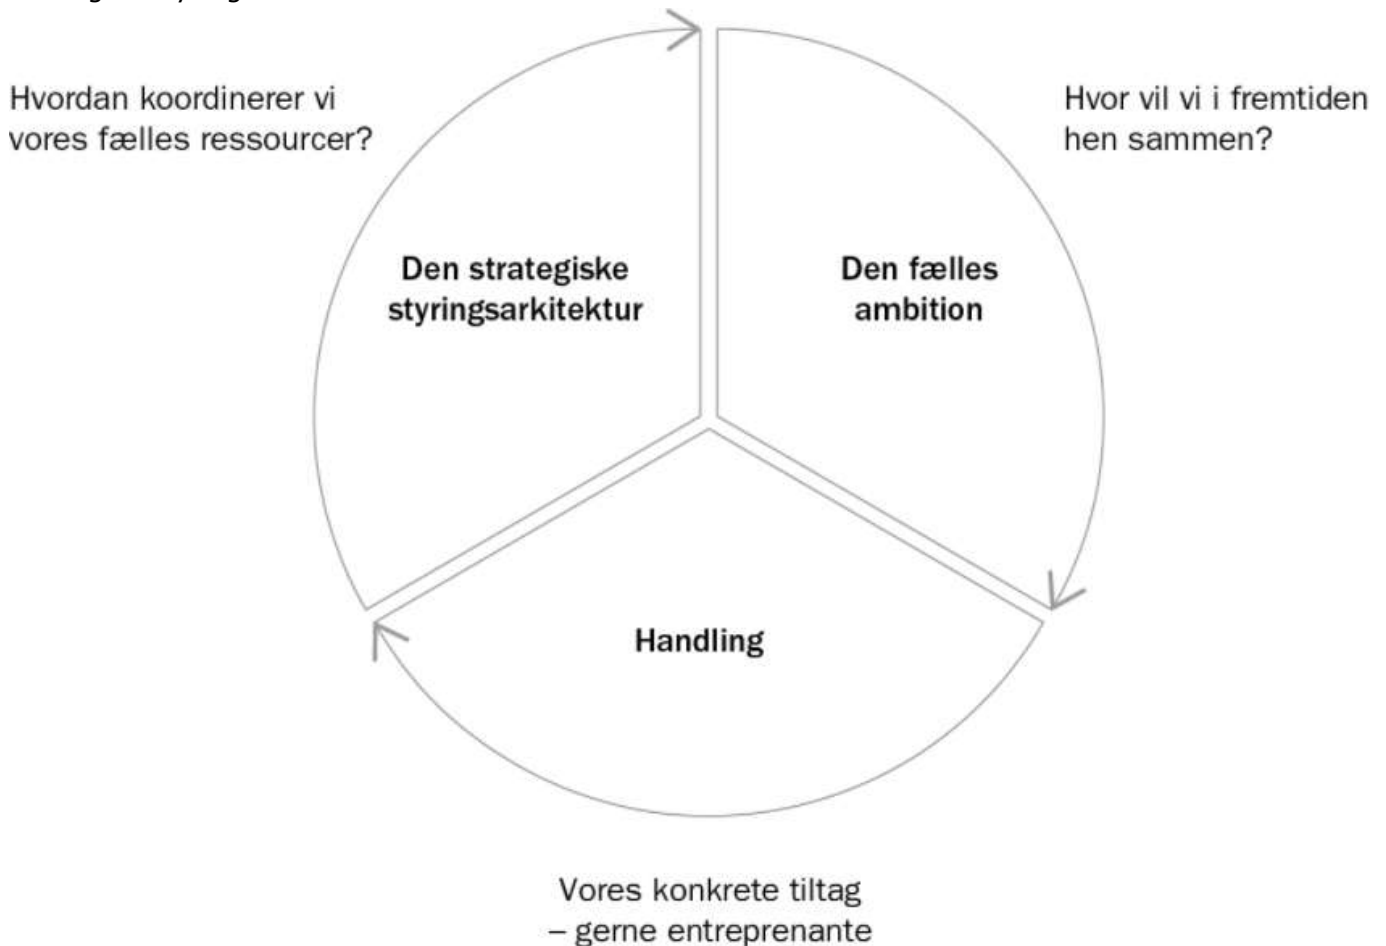 Hvordan koordinerer vi
vores fælles ressourcer?
Hvor vil vi i fremtiden
hen sammen?
Den strategiske
styringsarkitektur
Den fælles
ambition
Handling
Vores konkrete tiltag
– gerne entreprenante